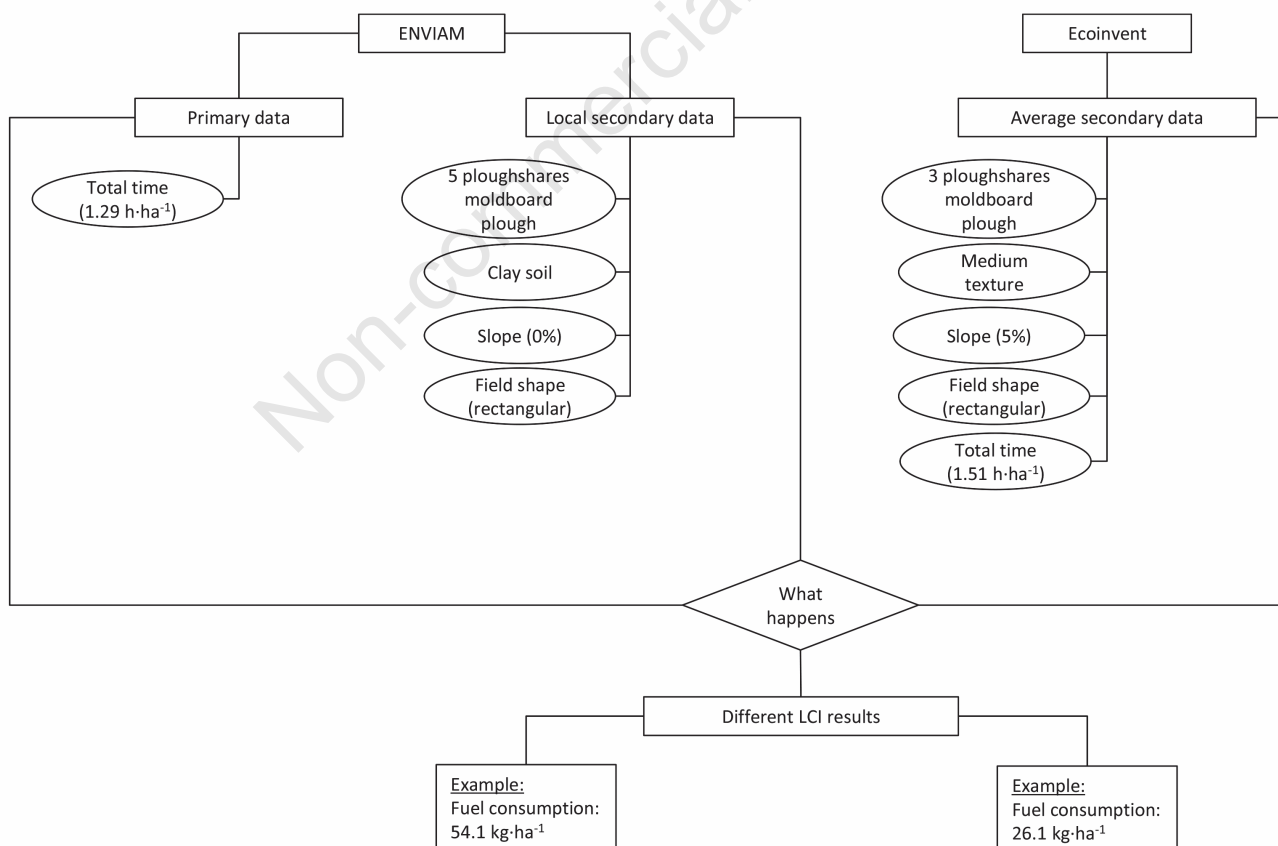 ENVIAM
Ecoinvent
Primary data
Local secondary data
Average secondary data
Total time
(1.29 h·ha⁻¹)
5 ploughshares
moldboard
plough
Clay soil
Slope (0%)
Field shape
(rectangular)
3 ploughshares
moldboard
plough
Medium
texture
Slope (5%)
Field shape
(rectangular)
Total time
(1.51 h·ha⁻¹)
What
happens
Different LCI results
Example:
Fuel consumption:
54.1 kg·ha⁻¹
Example:
Fuel consumption:
26.1 kg·ha⁻¹
Non-commercial